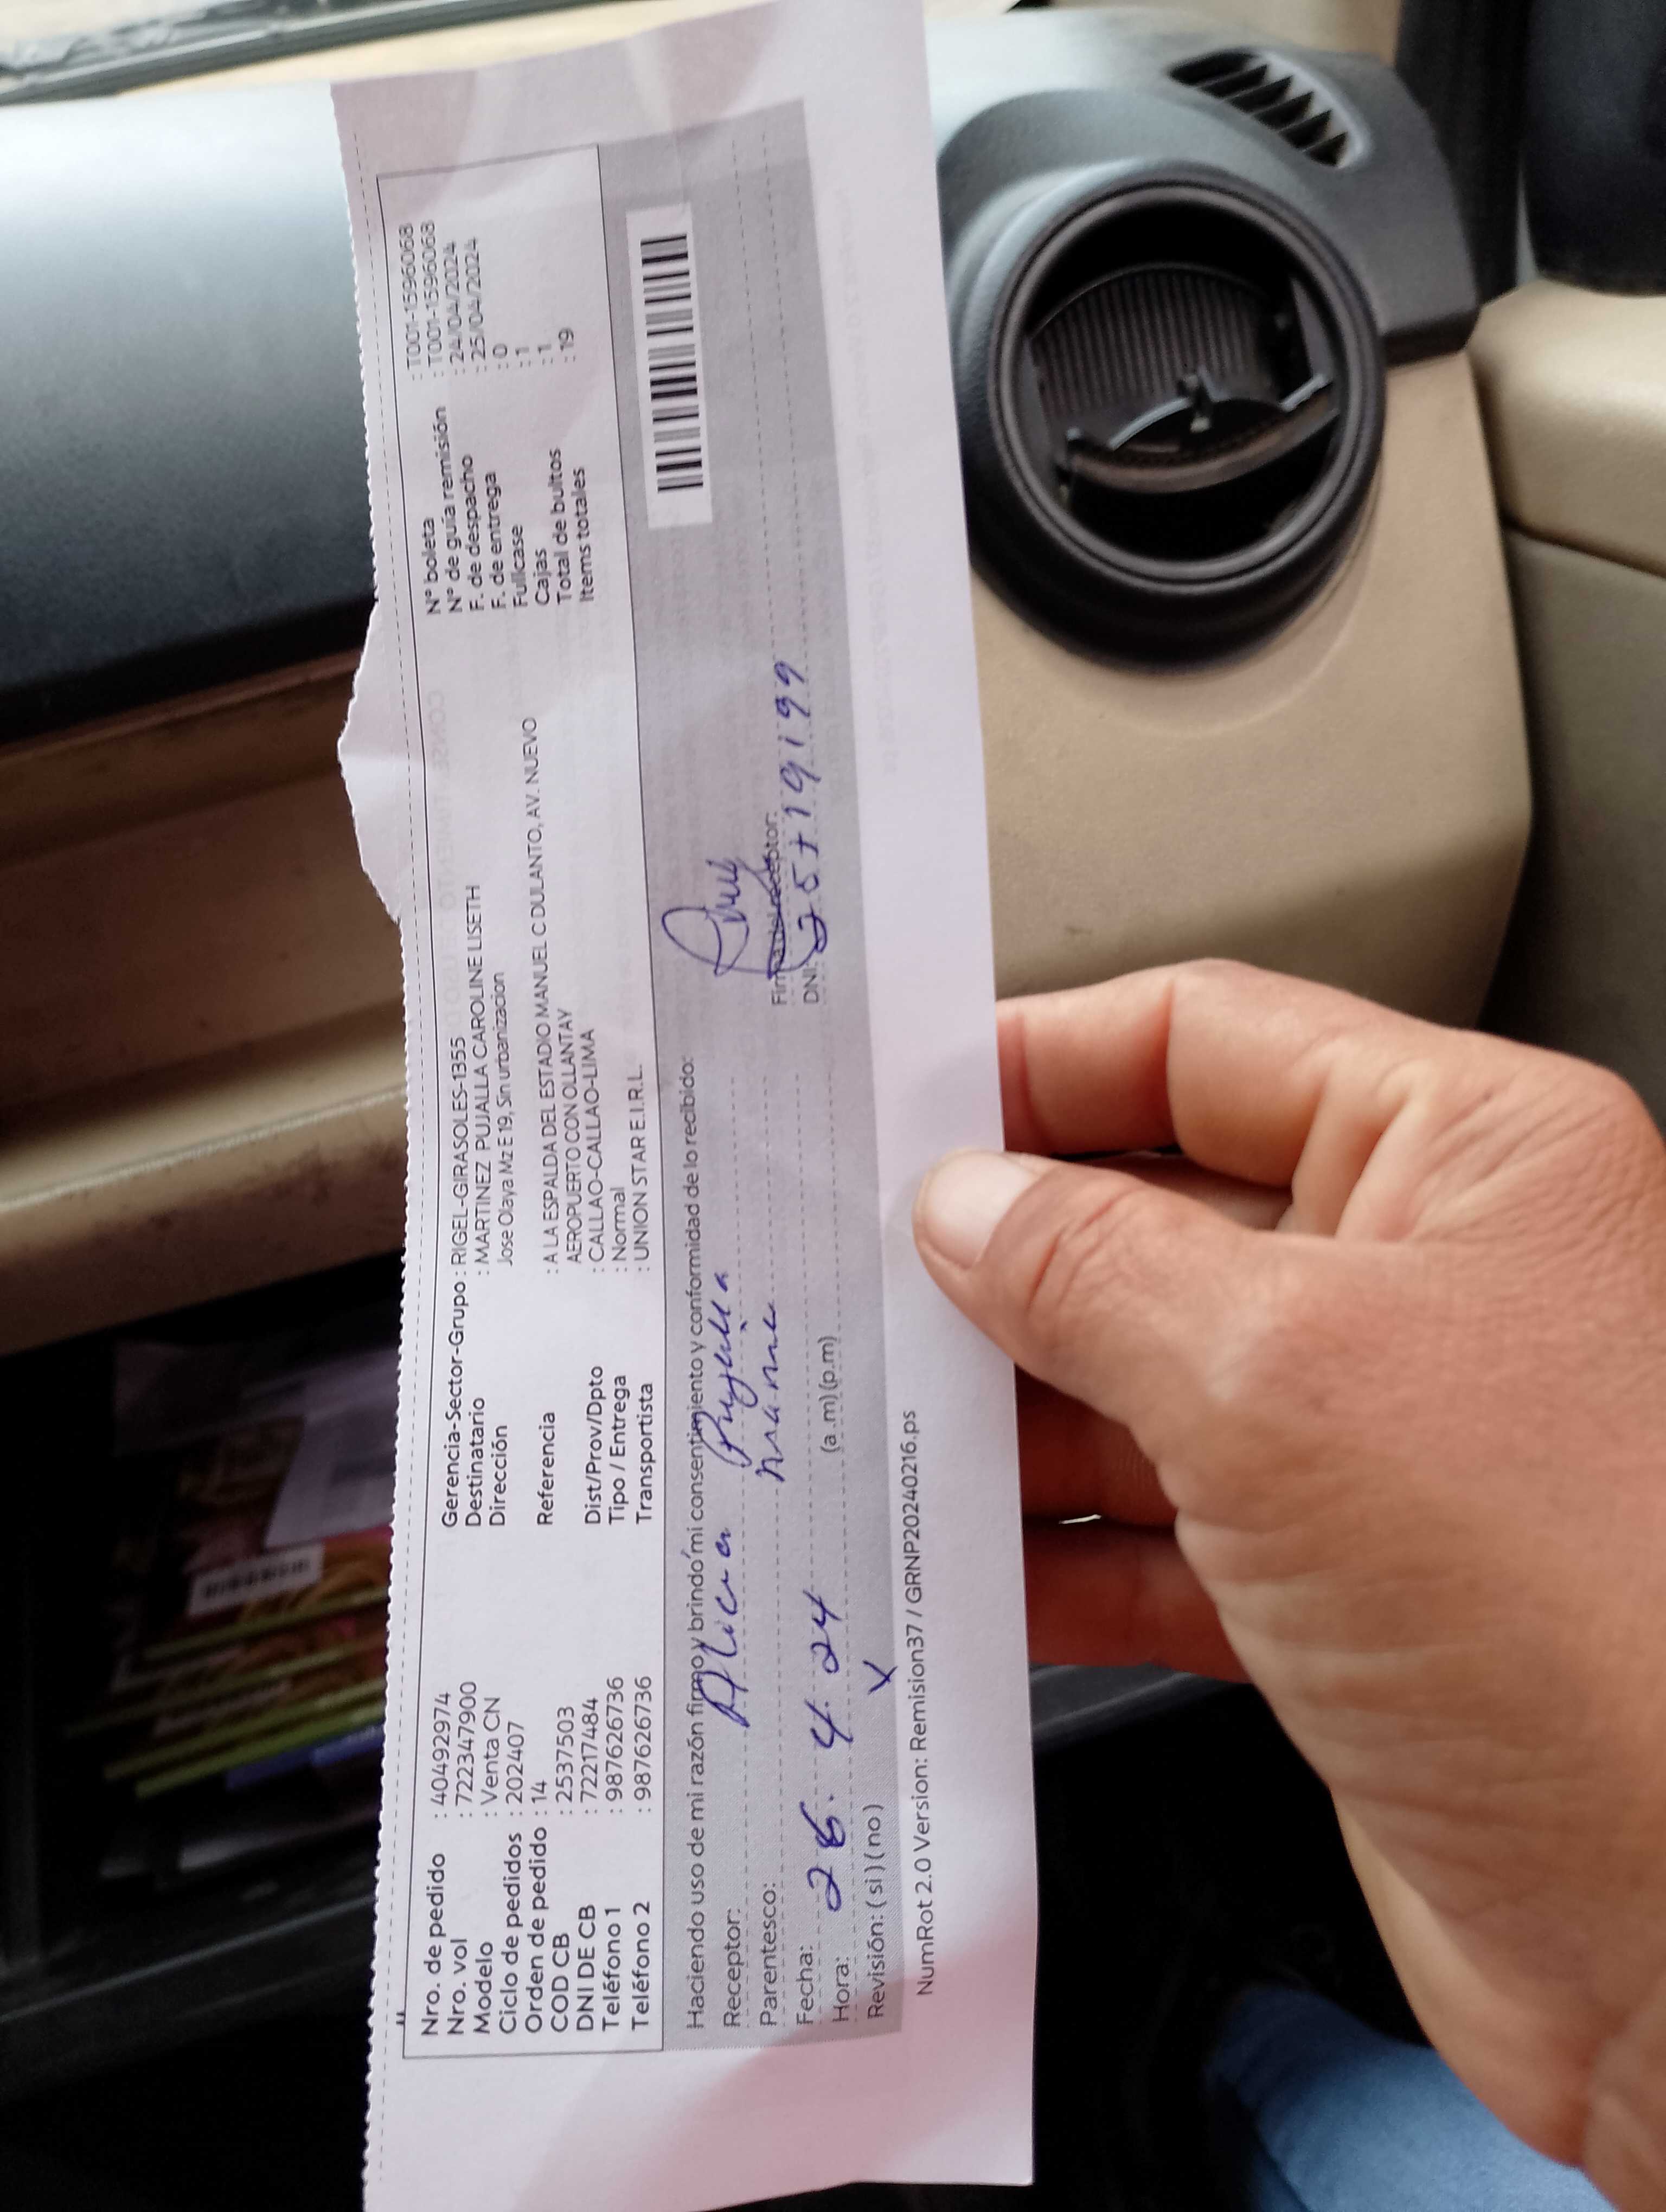 Nro. de pedido : 40492974
Nro. vol : 722347900
Modelo : Venta CN
Ciclo de pedidos : 202407
Orden de pedido : 14
COD CB : 2537503
DNI DE CB : 72217484
Teléfono 1 : 987626736
Teléfono 2 : 987626736
Gerencia-Sector-Grupo : RIGEL-GIRASOLES-1355
Destinatario : MARTINEZ PUJALLA CAROLINE LISETH
Dirección Jose Olaya Mz E 19, Sin urbanizacion
Referencia : A LA ESPALDA DEL ESTADIO MANUEL C DULANTO, AV. NUEVO
AEROPUERTO CON OLLANTAY
Dist/Prov/Dpto : CALLAO-CALLAO-LIMA
Tipo / Entrega : Normal
Transportista : UNION STAR E.I.R.L.
N° boleta : T001-1596068
N° de guía remisión : T001-1596068
F. de despacho : 24/04/2024
F. de entrega : 25/04/2024
Fullcase : 0
Cajas : 1
Total de bultos : 1
Items totales : 19
Haciendo uso de mi razón firmo y brindo mi consentimiento y conformidad de lo recibido:
Receptor: Alicia Pujalla
Parentesco:
Fecha: 26. 4. 24
Hora: (a.m) (p.m)
Revisión: ( si ) ( no ) X
Firma del receptor:
DNI:
NumRot 2.0 Version: Remision37 / GRNP20240216.ps